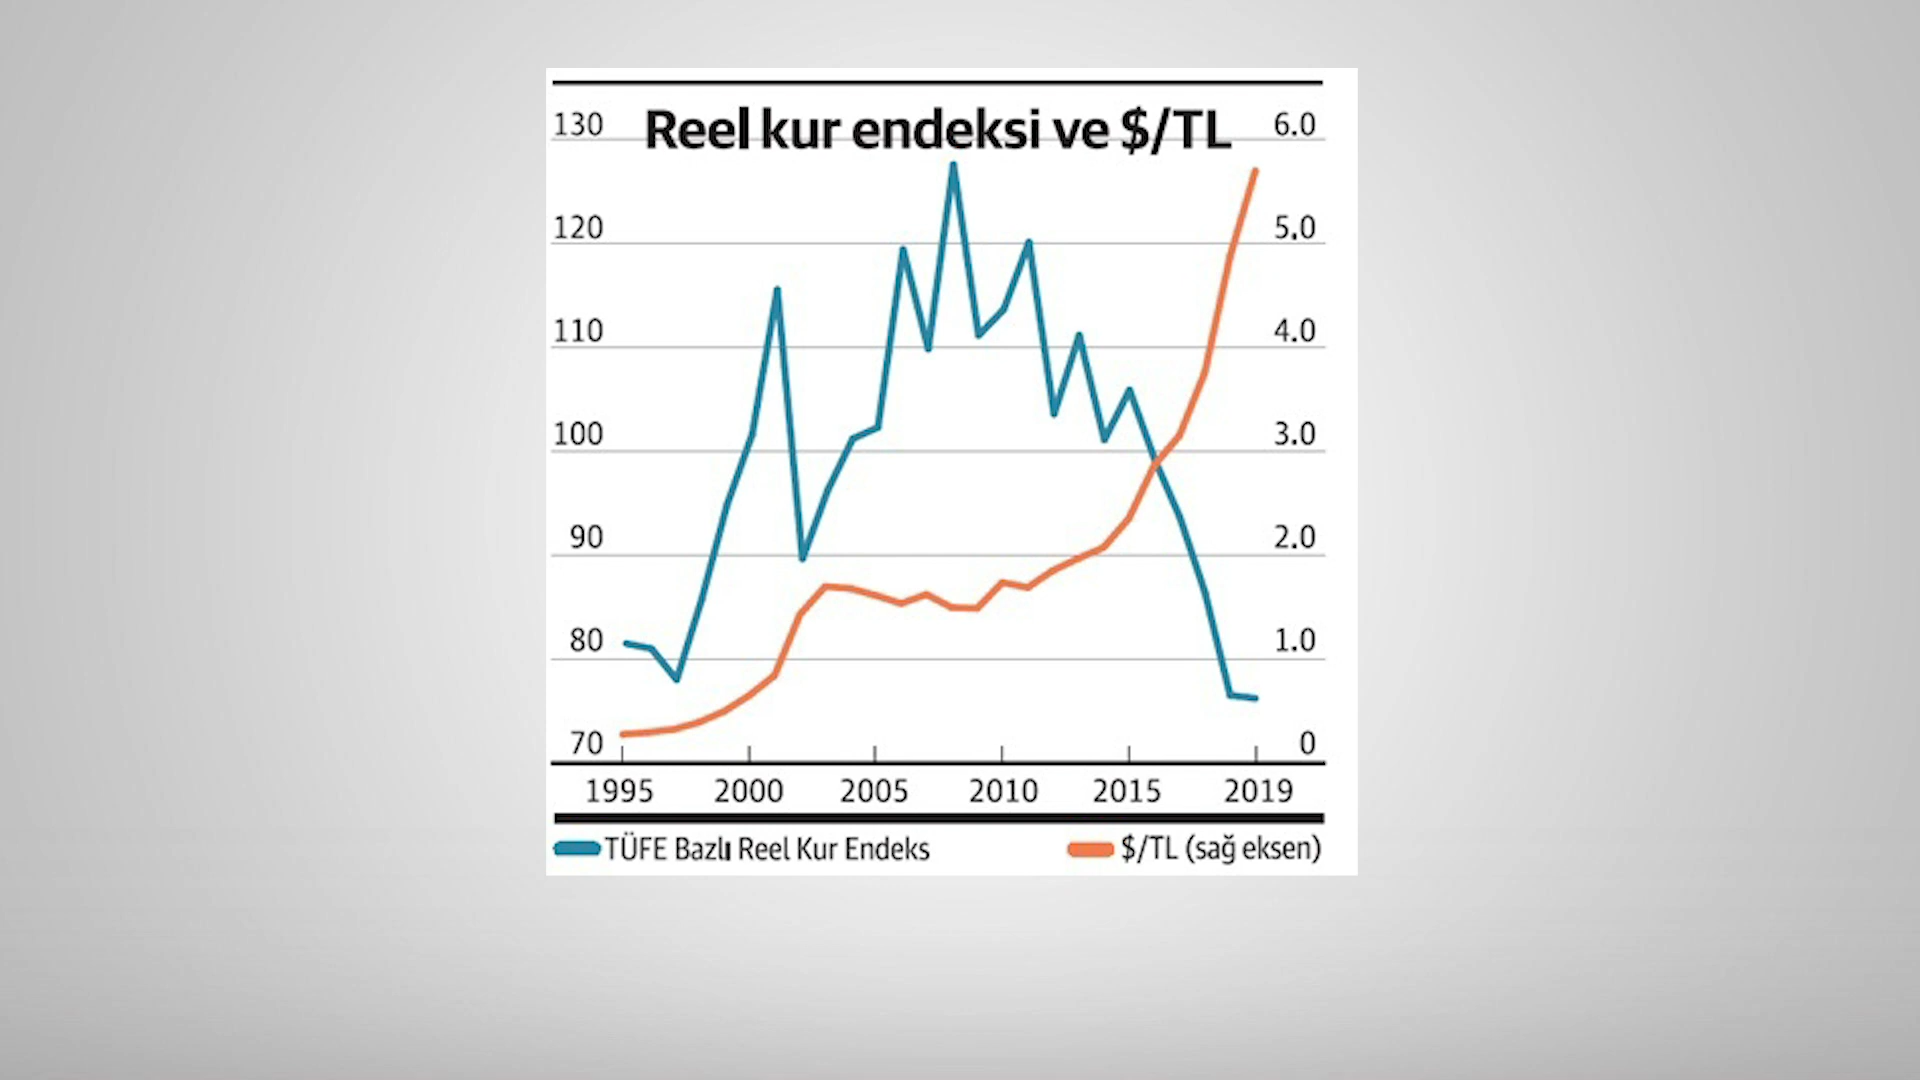 Reel kur endeksi ve $/TL
130 6.0
120 5.0
110 4.0
100 3.0
90 2.0
80 1.0
70 0
1995 2000 2005 2010 2015 2019
TÜFE Bazlı Reel Kur Endeks $/TL (sağ eksen)